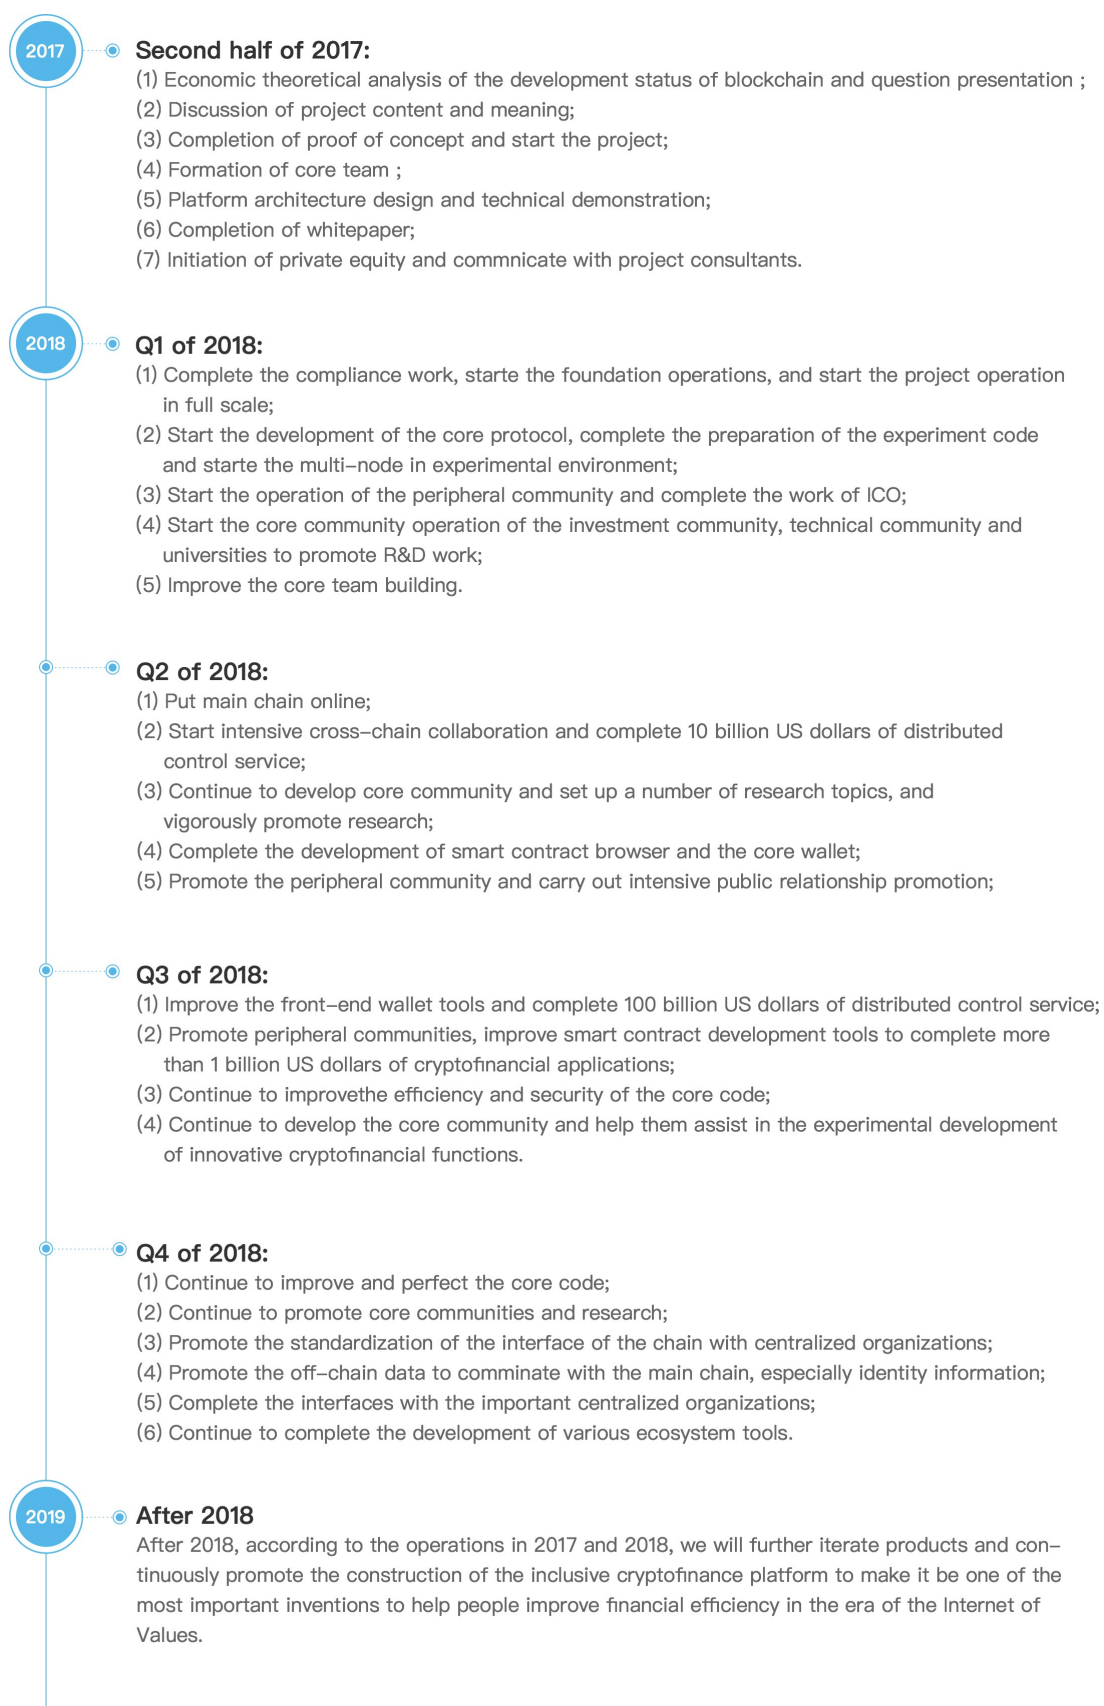 2017
Second half of 2017:
(1) Economic theoretical analysis of the development status of blockchain and question presentation ;
(2) Discussion of project content and meaning;
(3) Completion of proof of concept and start the project;
(4) Formation of core team ;
(5) Platform architecture design and technical demonstration;
(6) Completion of whitepaper;
(7) Initiation of private equity and commnicate with project consultants.
2018
Q1 of 2018:
(1) Complete the compliance work, starte the foundation operations, and start the project operation
in full scale;
(2) Start the development of the core protocol, complete the preparation of the experiment code
and starte the multi-node in experimental environment;
(3) Start the operation of the peripheral community and complete the work of ICO;
(4) Start the core community operation of the investment community, technical community and
universities to promote R&D work;
(5) Improve the core team building.
Q2 of 2018:
(1) Put main chain online;
(2) Start intensive cross-chain collaboration and complete 10 billion US dollars of distributed
control service;
(3) Continue to develop core community and set up a number of research topics, and
vigorously promote research;
(4) Complete the development of smart contract browser and the core wallet;
(5) Promote the peripheral community and carry out intensive public relationship promotion;
Q3 of 2018:
(1) Improve the front-end wallet tools and complete 100 billion US dollars of distributed control service;
(2) Promote peripheral communities, improve smart contract development tools to complete more
than 1 billion US dollars of cryptofinancial applications;
(3) Continue to improvethe efficiency and security of the core code;
(4) Continue to develop the core community and help them assist in the experimental development
of innovative cryptofinancial functions.
Q4 of 2018:
(1) Continue to improve and perfect the core code;
(2) Continue to promote core communities and research;
(3) Promote the standardization of the interface of the chain with centralized organizations;
(4) Promote the off-chain data to comminate with the main chain, especially identity information;
(5) Complete the interfaces with the important centralized organizations;
(6) Continue to complete the development of various ecosystem tools.
2019
After 2018
After 2018, according to the operations in 2017 and 2018, we will further iterate products and con-
tinuously promote the construction of the inclusive cryptofinance platform to make it be one of the
most important inventions to help people improve financial efficiency in the era of the Internet of
Values.